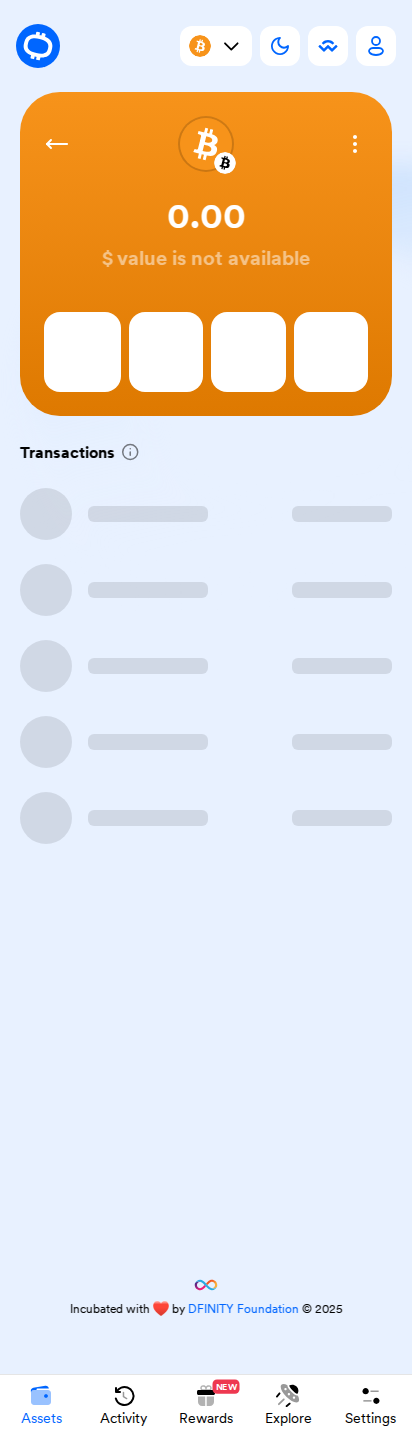 0.00
$ value is not available
Transactions
Incubated with ❤️ by DFINITY Foundation © 2025
NEW
Assets Activity Rewards Explore Settings